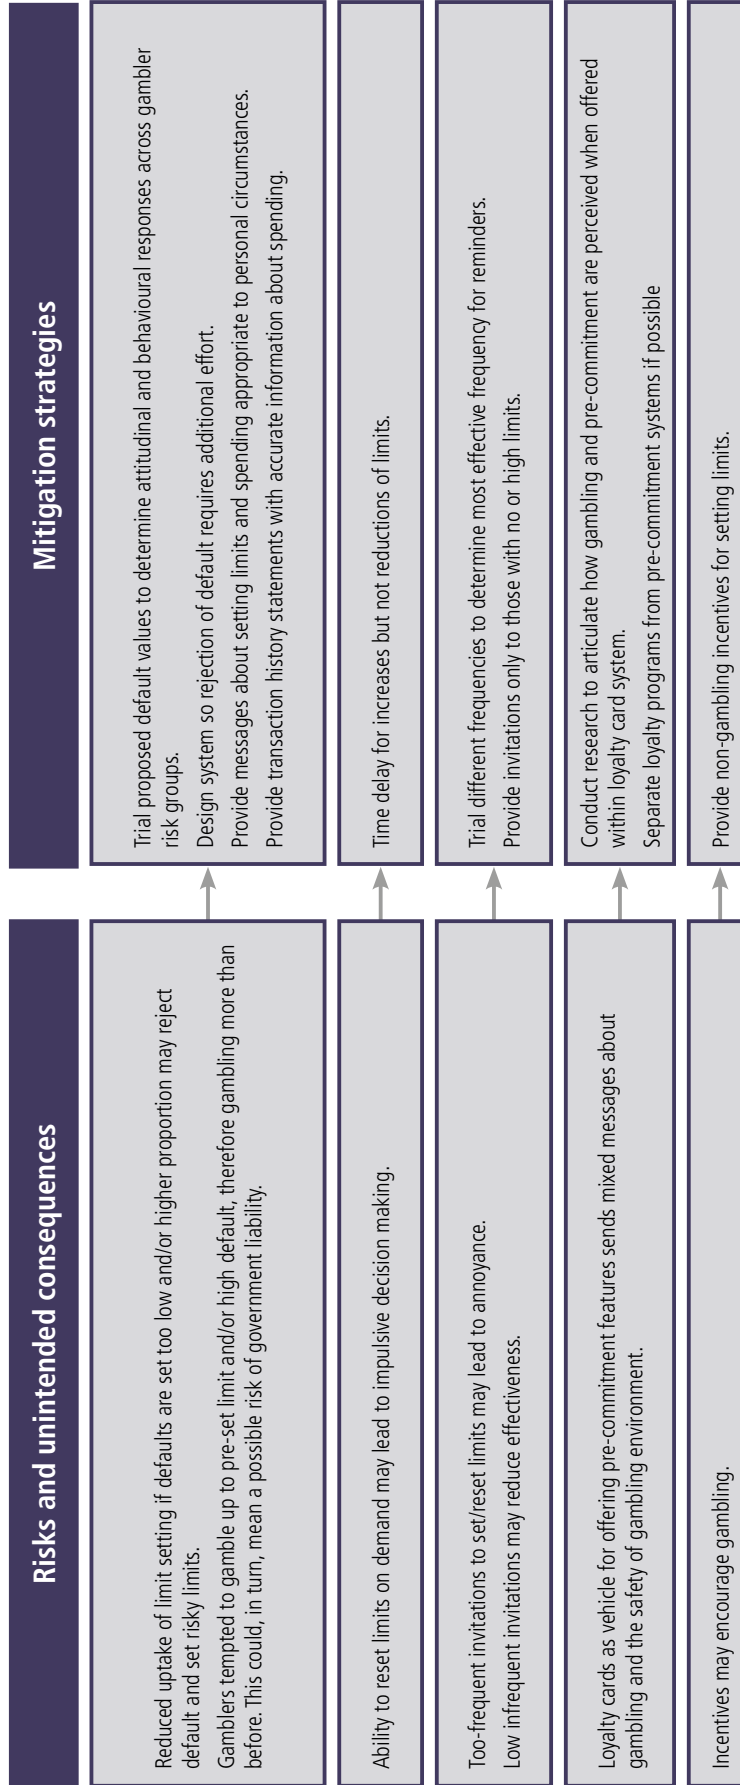 Risks and unintended consequences
Mitigation strategies
Reduced uptake of limit setting if defaults are set too low and/or higher proportion may reject
default and set risky limits.
Gamblers tempted to gamble up to pre-set limit and/or high default, therefore gambling more than
before. This could, in turn, mean a possible risk of government liability.
Trial proposed default values to determine attitudinal and behavioural responses across gambler
risk groups.
Design system so rejection of default requires additional effort.
Provide messages about setting limits and spending appropriate to personal circumstances.
Provide transaction history statements with accurate information about spending.
Ability to reset limits on demand may lead to impulsive decision making.
Time delay for increases but not reductions of limits.
Too-frequent invitations to set/reset limits may lead to annoyance.
Low infrequent invitations may reduce effectiveness.
Trial different frequencies to determine most effective frequency for reminders.
Provide invitations only to those with no or high limits.
Loyalty cards as vehicle for offering pre-commitment features sends mixed messages about
gambling and the safety of gambling environment.
Conduct research to articulate how gambling and pre-commitment are perceived when offered
within loyalty card system.
Separate loyalty programs from pre-commitment systems if possible
Incentives may encourage gambling.
Provide non-gambling incentives for setting limits.